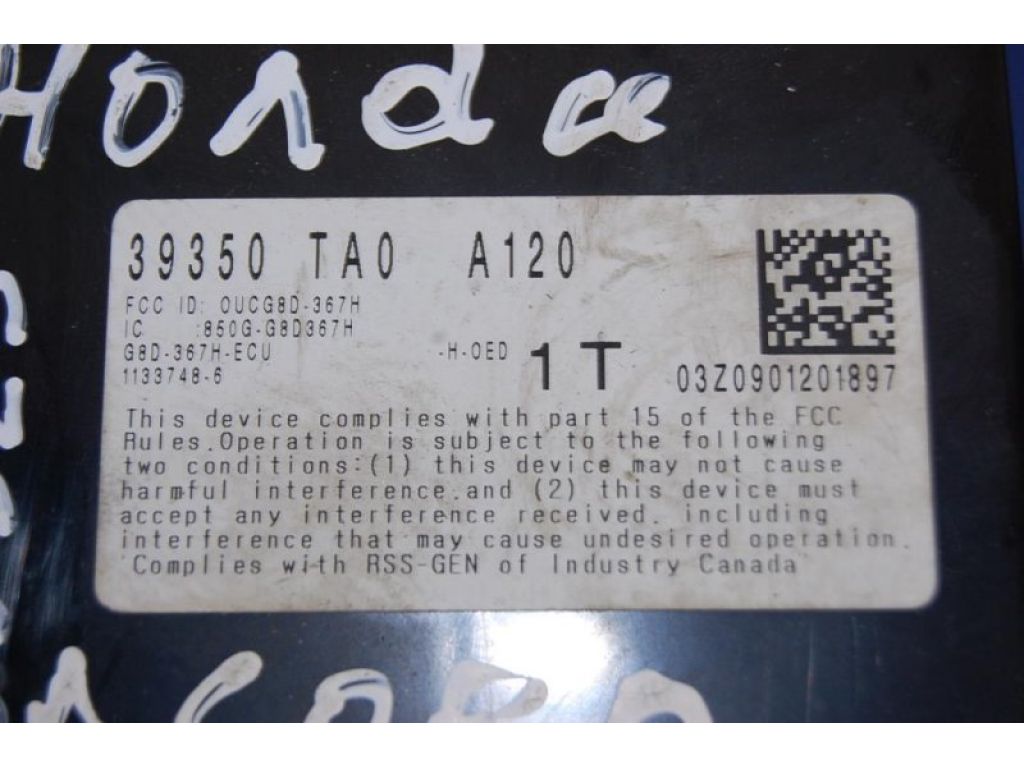 Honda
39350 TA0 A120
FCC ID: OUCG8D-367H
IC :850G-G8D367H
G8D-367H-ECU -H-OED 1T
1133748-6 03Z0901201897
This device complies with part 15 of the FCC
Rules.Operation is subject to the following
two conditions:(1) this device may not cause
harmful interference.and (2) this device must
accept any interference received. including
interference that may cause undesired operation.
"Complies with RSS-GEN of Industry Canada"